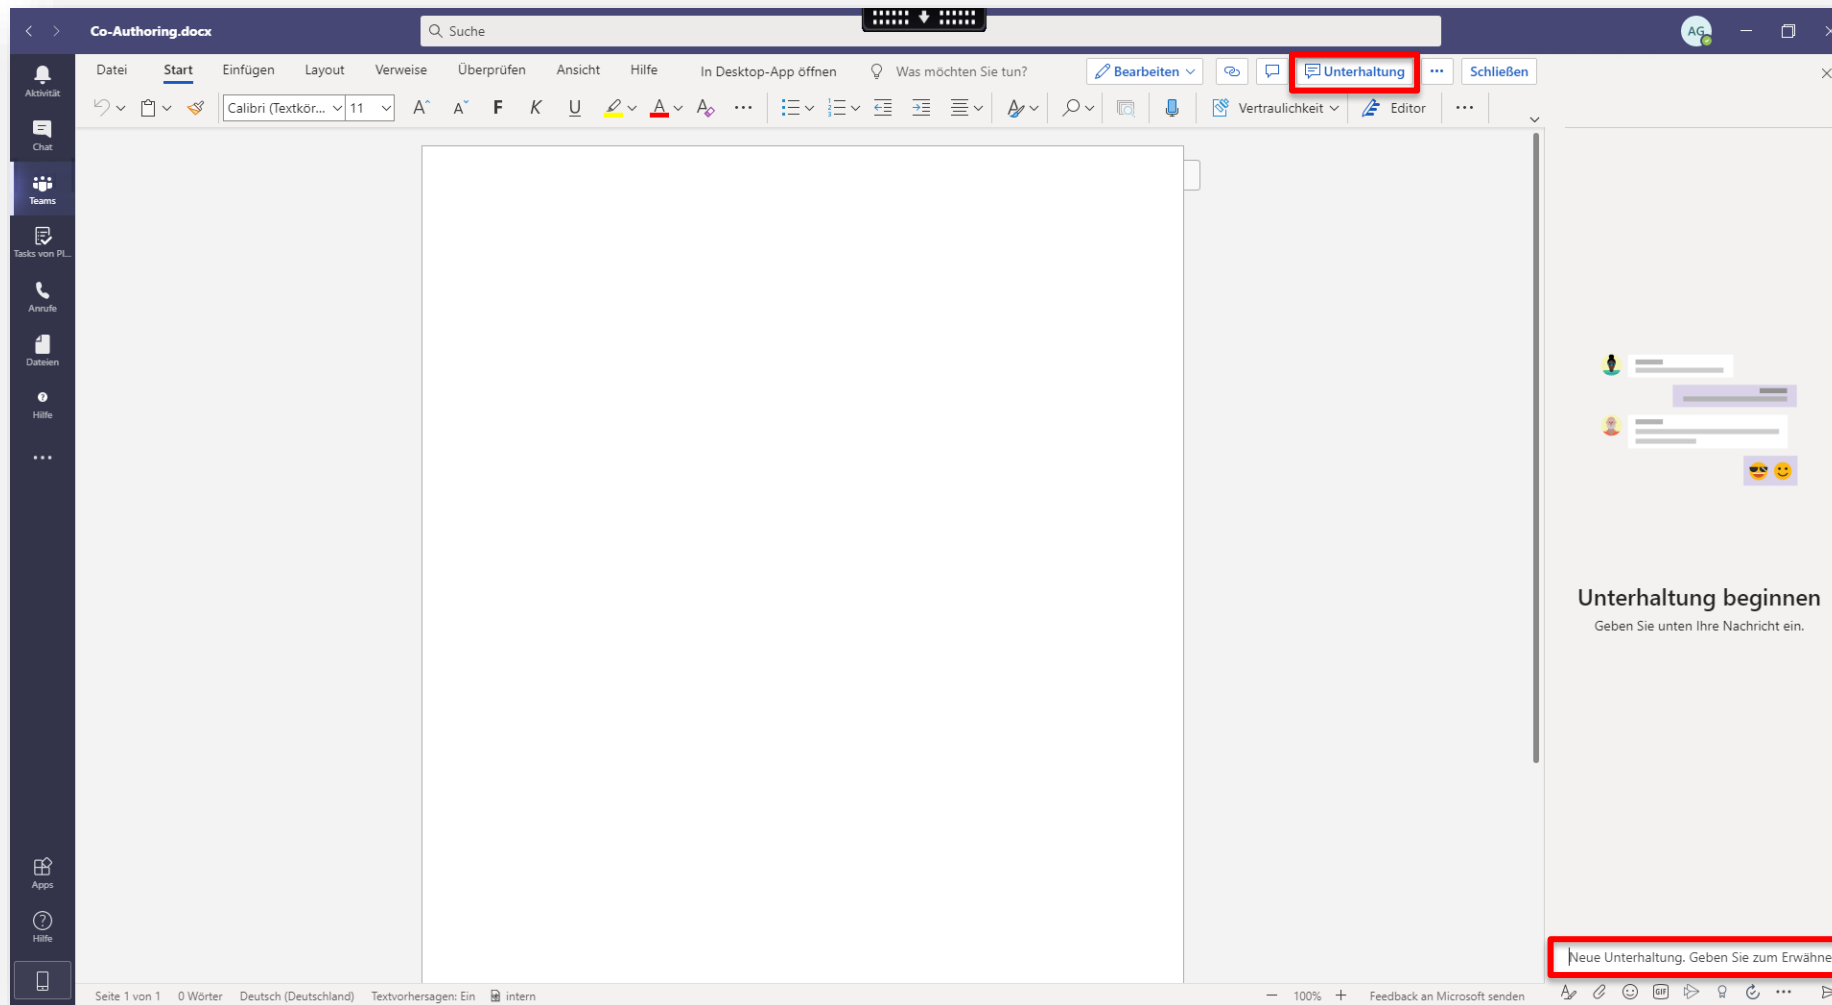 Co-Authoring.docx
Suche
AG
Aktivität
Chat
Teams
Tasks von Pl...
Anrufe
Dateien
Hilfe
Apps
Hilfe
Datei Start Einfügen Layout Verweise Überprüfen Ansicht Hilfe In Desktop-App öffnen Was möchten Sie tun? Bearbeiten Unterhaltung Schließen
Calibri (Textkör... 11 A A F K U A A Vertraulichkeit Editor
Unterhaltung beginnen
Geben Sie unten Ihre Nachricht ein.
Neue Unterhaltung. Geben Sie zum Erwähne
GIF
Seite 1 von 1 0 Wörter Deutsch (Deutschland) Textvorhersagen: Ein intern 100% Feedback an Microsoft senden